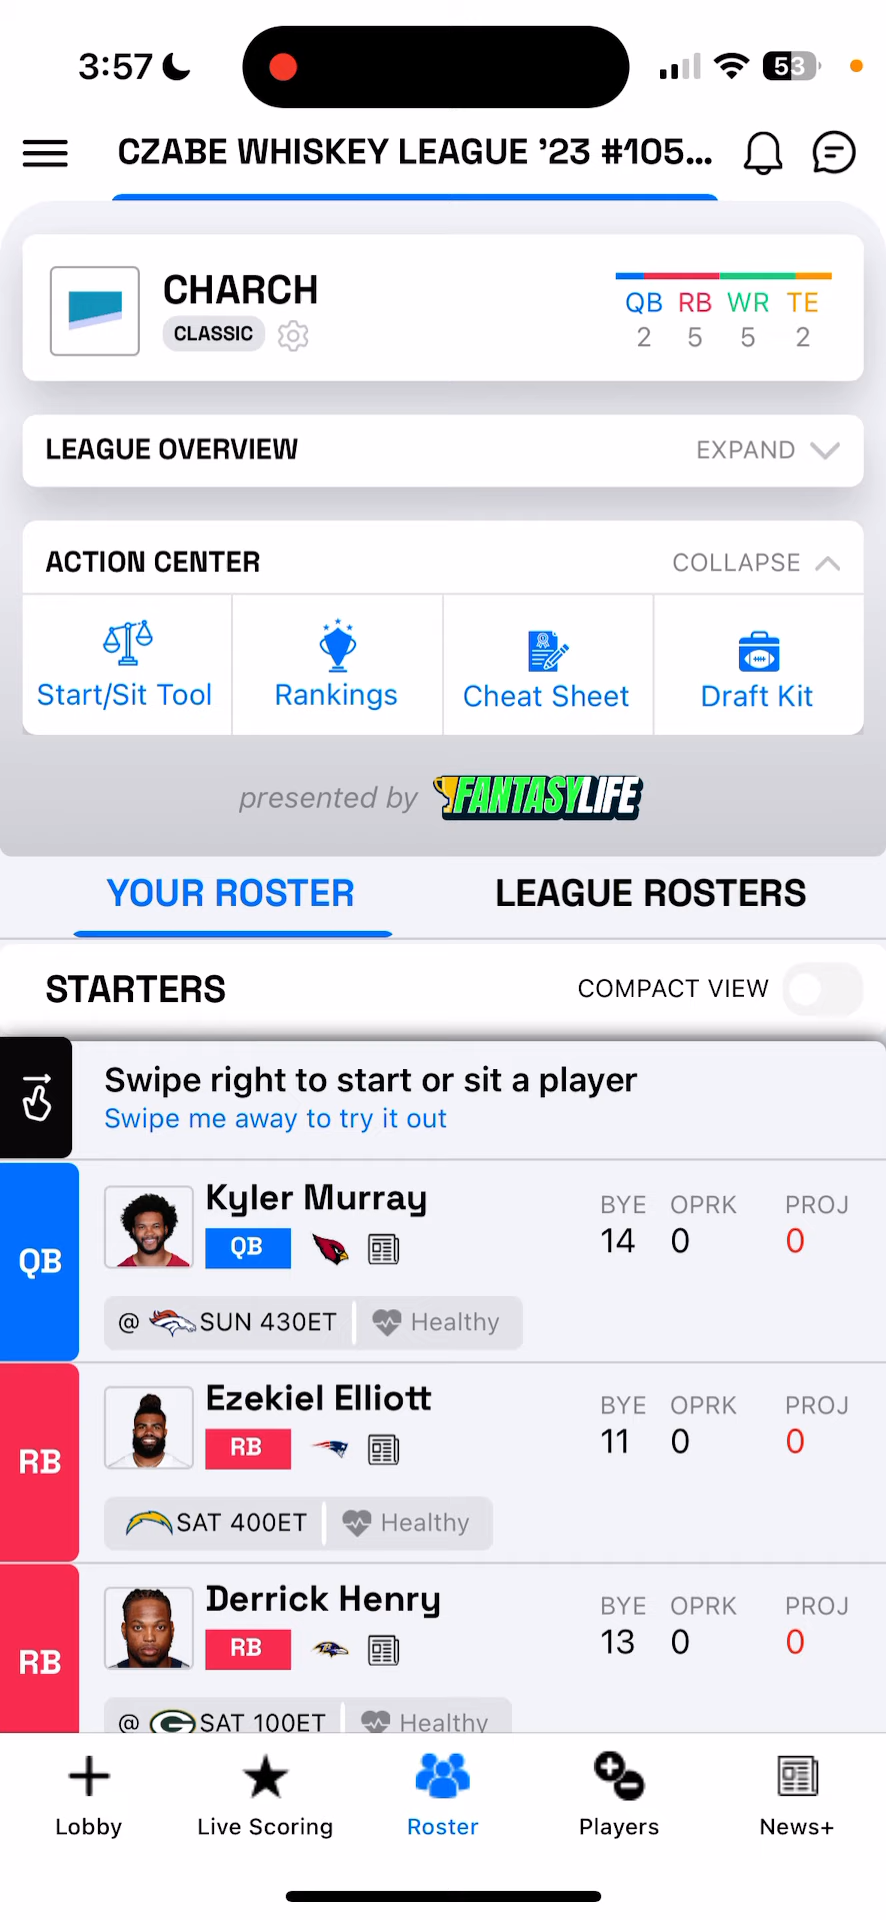 3:57
53
CZABE WHISKEY LEAGUE ’23 #105...
CHARCH
CLASSIC
QB RB WR TE
2 5 5 2
LEAGUE OVERVIEW
EXPAND
ACTION CENTER
COLLAPSE
Start/Sit Tool
Rankings
Cheat Sheet
Draft Kit
presented by FANTASYLIFE
YOUR ROSTER
LEAGUE ROSTERS
STARTERS
COMPACT VIEW
Swipe right to start or sit a player
Swipe me away to try it out
QB
Kyler Murray
QB
BYE OPRK PROJ
14 0 0
@ SUN 430ET
Healthy
RB
Ezekiel Elliott
RB
BYE OPRK PROJ
11 0 0
SAT 400ET
Healthy
RB
Derrick Henry
RB
BYE OPRK PROJ
13 0 0
@ SAT 100ET
Healthy
Lobby
Live Scoring
Roster
Players
News+